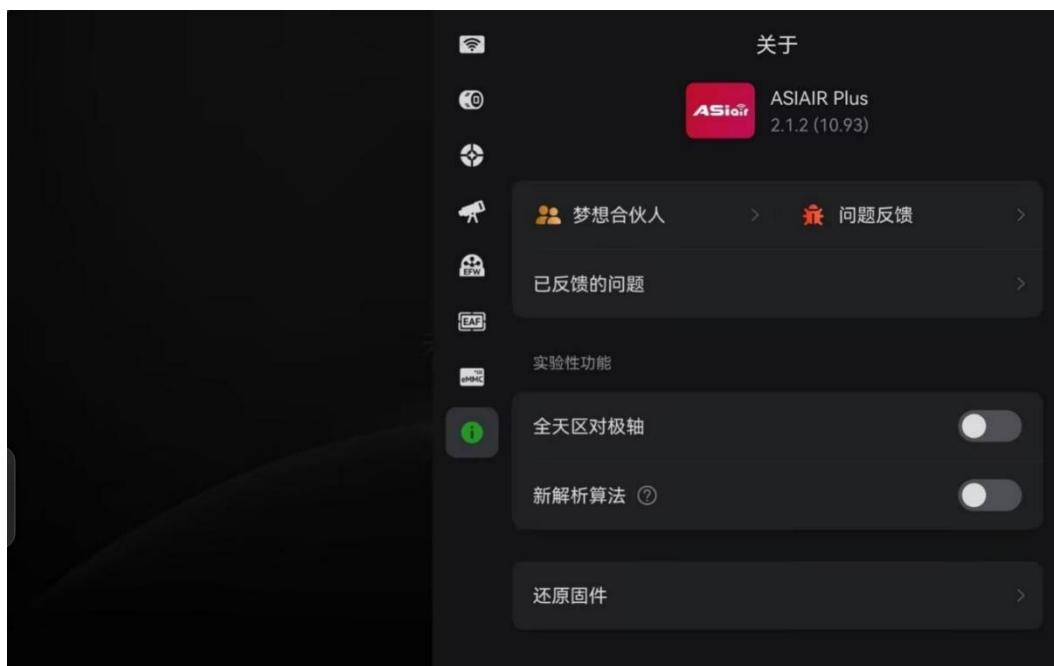 关于
ASIair
ASIAIR Plus
2.1.2 (10.93)
梦想合伙人
问题反馈
已反馈的问题
EFW
EAF
实验性功能
eMMC
全天区对极轴
新解析算法 ?
还原固件